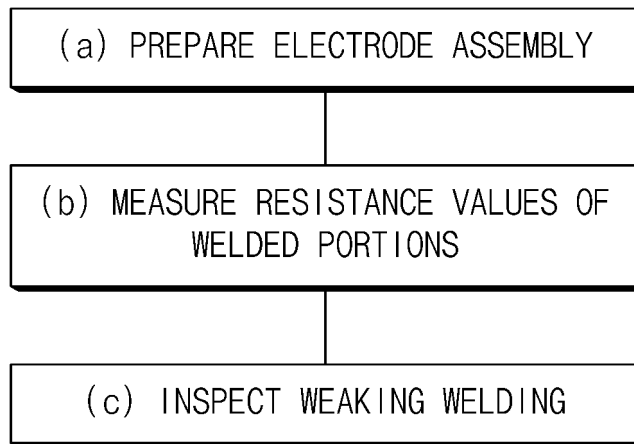 (a) PREPARE ELECTRODE ASSEMBLY
(b) MEASURE RESISTANCE VALUES OF
WELDED PORTIONS
(c) INSPECT WEAKING WELDING